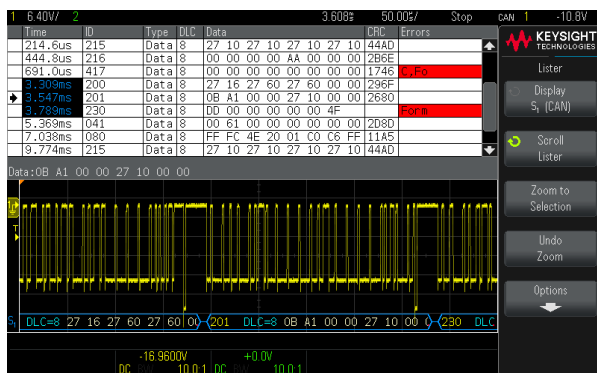 1 6.40V/ 2 3.608s 50.00s/ Stop CAN 1 -10.8V
Time ID Type DLC Data CRC Errors
214.6us 215 Data 8 27 10 27 10 27 10 27 10 44AD
444.8us 216 Data 8 00 00 00 00 AA 00 00 00 2B6E
691.0us 417 Data 8 00 00 00 00 00 00 00 00 1746 C,Fo
3.309ms 200 Data 8 27 16 27 60 27 60 00 00 296F
3.547ms 201 Data 8 0B A1 00 00 27 10 00 00 2680
3.789ms 230 Data 8 DD 00 00 00 00 4F Form
5.369ms 041 Data 8 00 61 00 00 00 00 00 00 2D8D
7.038ms 080 Data 8 FF FC 4E 20 01 C0 C6 FF 11A5
9.774ms 215 Data 8 27 10 27 10 27 10 27 10 44AD
Data:0B A1 00 00 27 10 00 00
T
S1 DLC=8 27 16 27 60 27 60 00 201 DLC=8 0B A1 00 00 27 10 00 230 DLC
-16.9600V +0.0V
DC 10.0:1 DC 10.0:1
KEYSIGHT
TECHNOLOGIES
Lister
Display
S1 (CAN)
Scroll
Lister
Zoom to
Selection
Undo
Zoom
Options